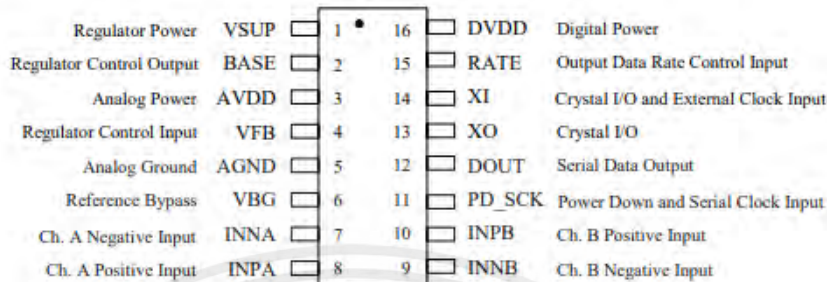 Regulator Power VSUP 1 16 DVDD Digital Power
Regulator Control Output BASE 2 15 RATE Output Data Rate Control Input
Analog Power AVDD 3 14 XI Crystal I/O and External Clock Input
Regulator Control Input VFB 4 13 XO Crystal I/O
Analog Ground AGND 5 12 DOUT Serial Data Output
Reference Bypass VBG 6 11 PD_SCK Power Down and Serial Clock Input
Ch. A Negative Input INNA 7 10 INPB Ch. B Positive Input
Ch. A Positive Input INPA 8 9 INNB Ch. B Negative Input